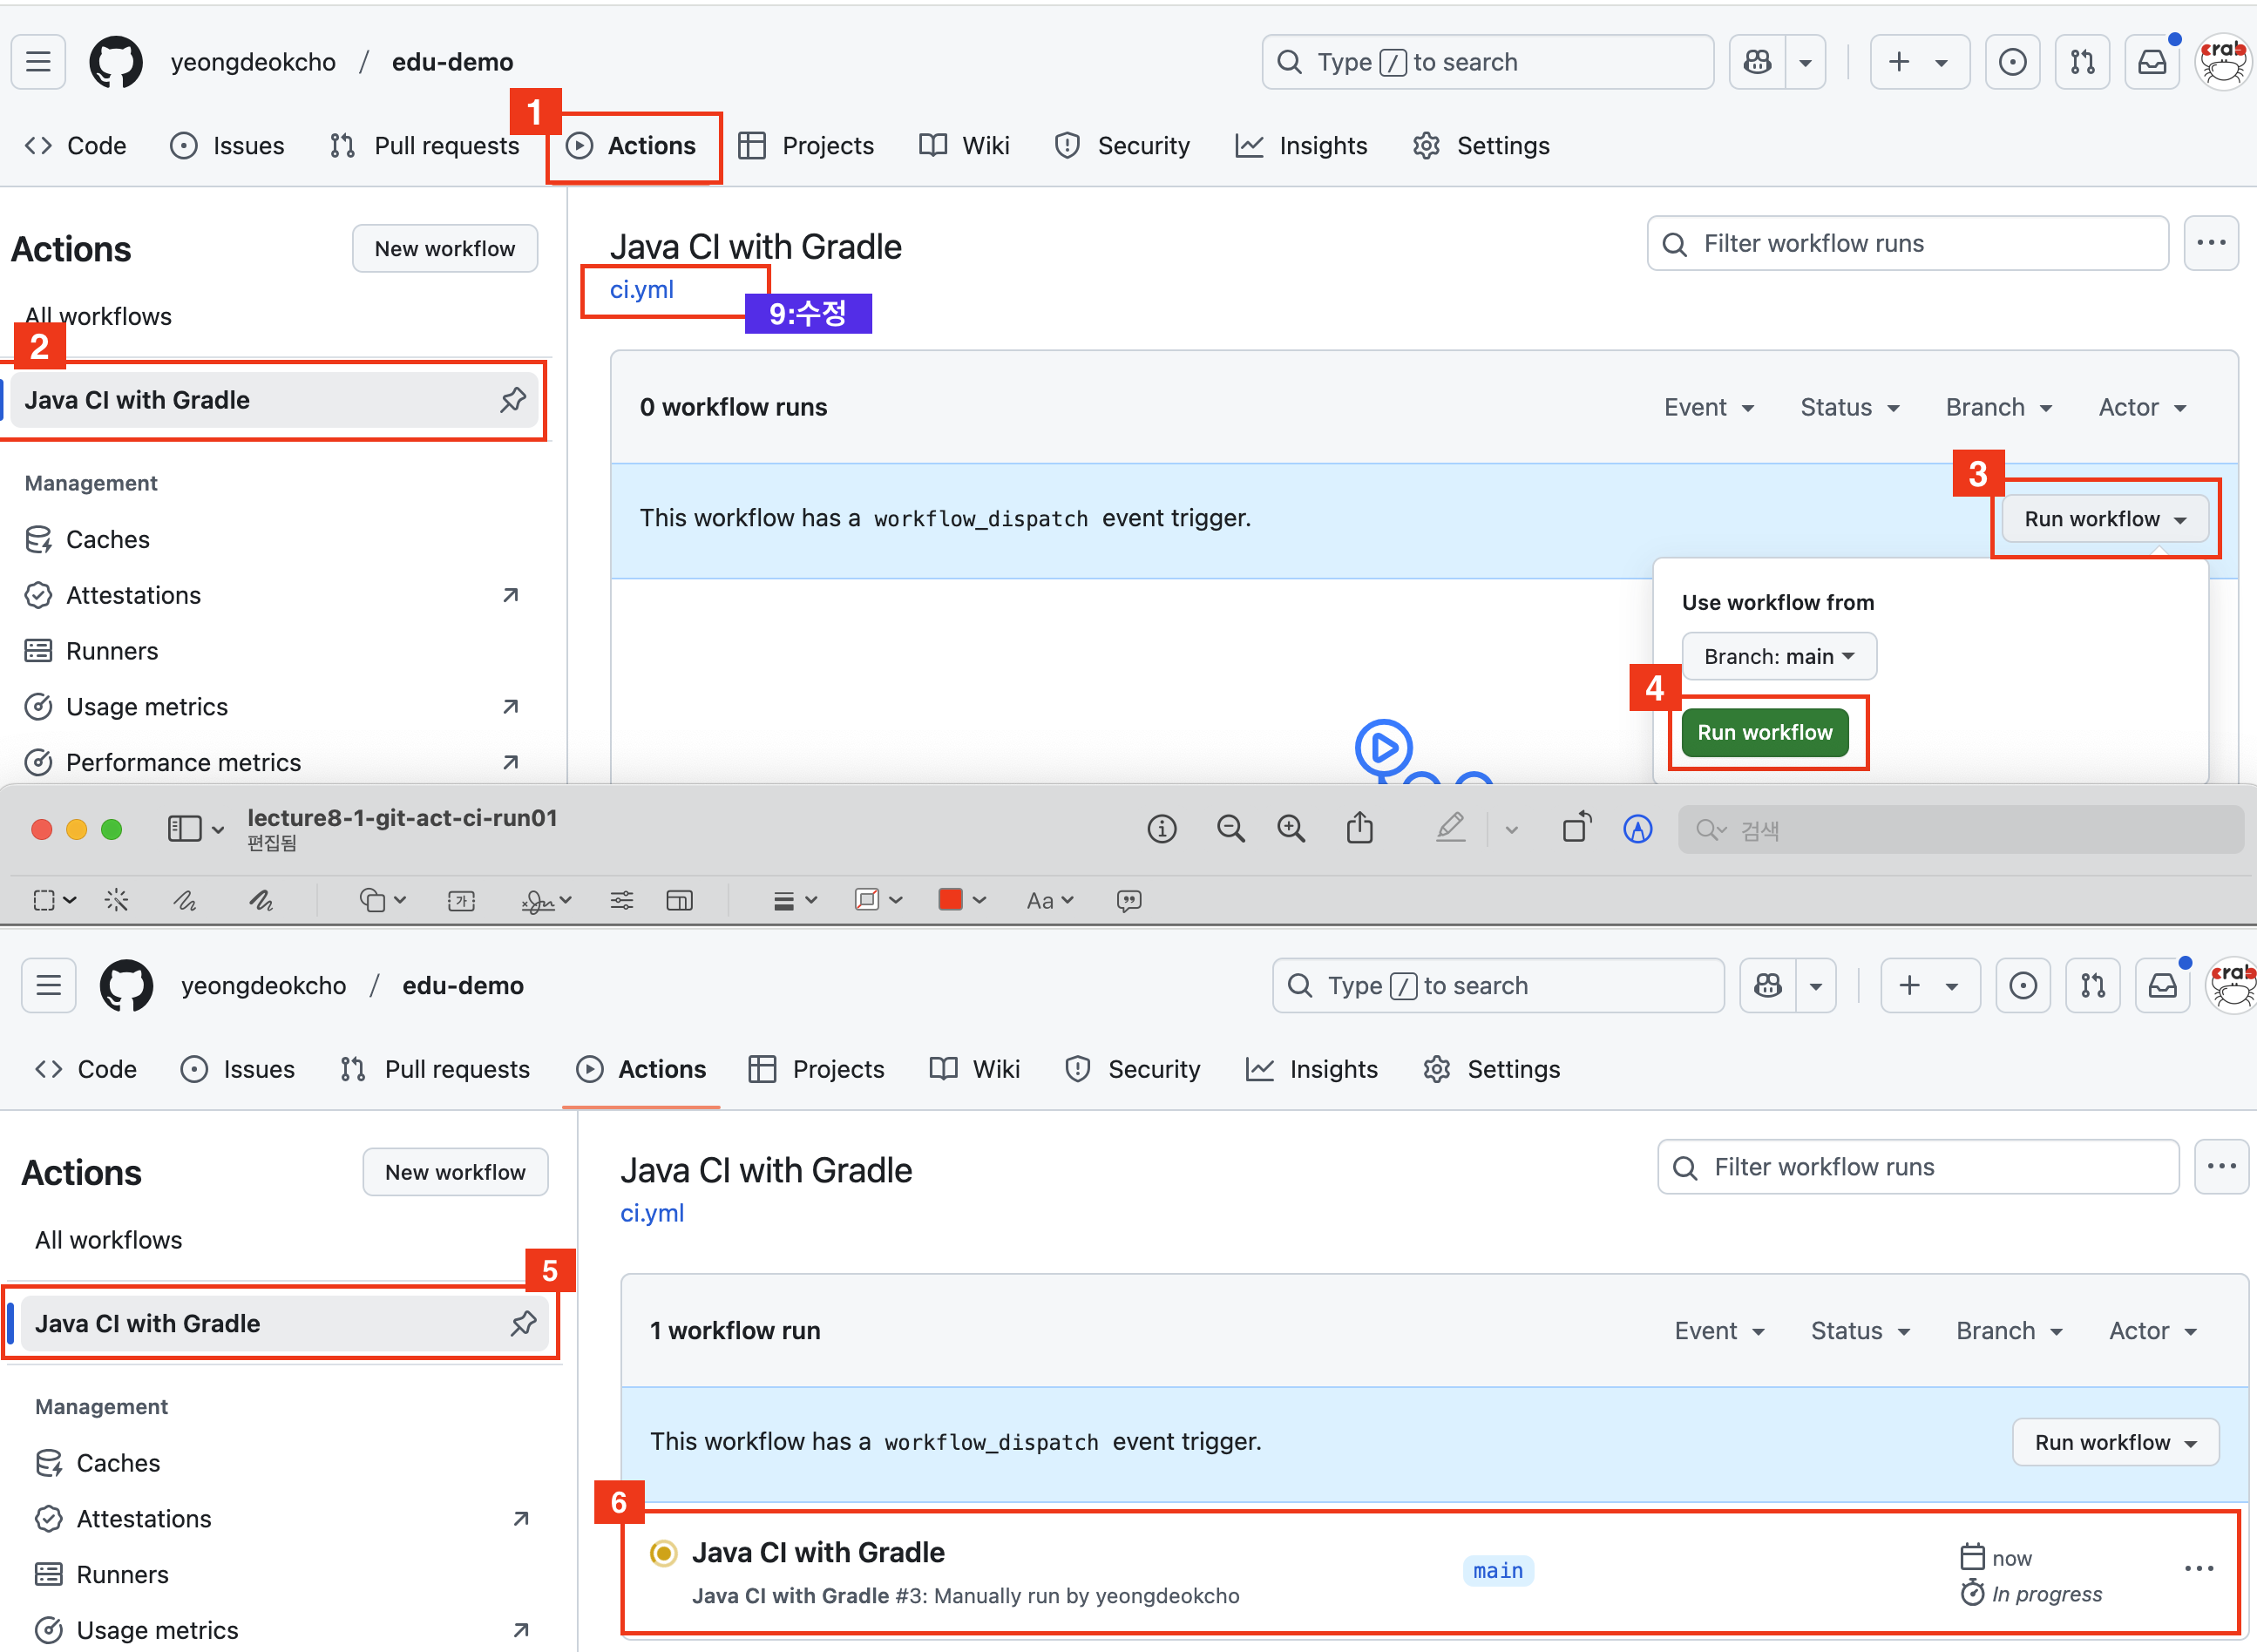 yeongdeokcho / edu-demo
Type / to search
crab
1
Code
Issues
Pull requests
Actions
Projects
Wiki
Security
Insights
Settings
Actions
New workflow
All workflows
2
Java CI with Gradle
Management
Caches
Attestations
Runners
Usage metrics
Performance metrics
Java CI with Gradle
ci.yml
9:수정
Filter workflow runs
0 workflow runs
Event
Status
Branch
Actor
This workflow has a workflow_dispatch event trigger.
3
Run workflow
Use workflow from
Branch: main
4
Run workflow
lecture8-1-git-act-ci-run01
편집됨
검색
가
Aa
yeongdeokcho / edu-demo
Type / to search
crab
Code
Issues
Pull requests
Actions
Projects
Wiki
Security
Insights
Settings
Actions
New workflow
All workflows
5
Java CI with Gradle
Management
Caches
Attestations
Runners
Usage metrics
Java CI with Gradle
ci.yml
Filter workflow runs
1 workflow run
Event
Status
Branch
Actor
This workflow has a workflow_dispatch event trigger.
Run workflow
6
Java CI with Gradle
Java CI with Gradle #3: Manually run by yeongdeokcho
main
now
In progress